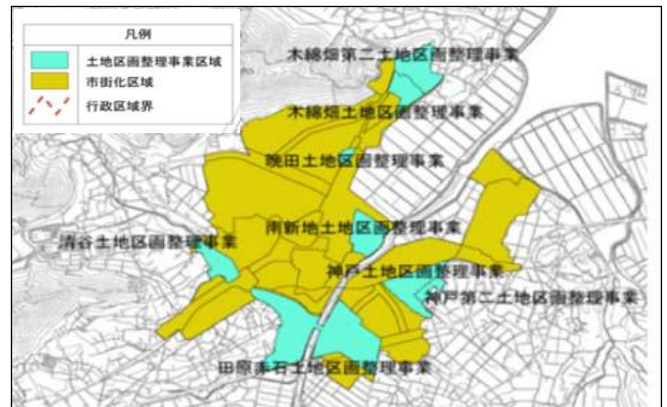 凡例
土地区画整理事業区域
市街化区域
行政区域界
木綿畑第二土地区画整理事業
木綿畑土地区画整理事業
晩田土地区画整理事業
南新地土地区画整理事業
清谷土地区画整理事業
神戸土地区画整理事業
神戸第二土地区画整理事業
田原赤石土地区画整理事業